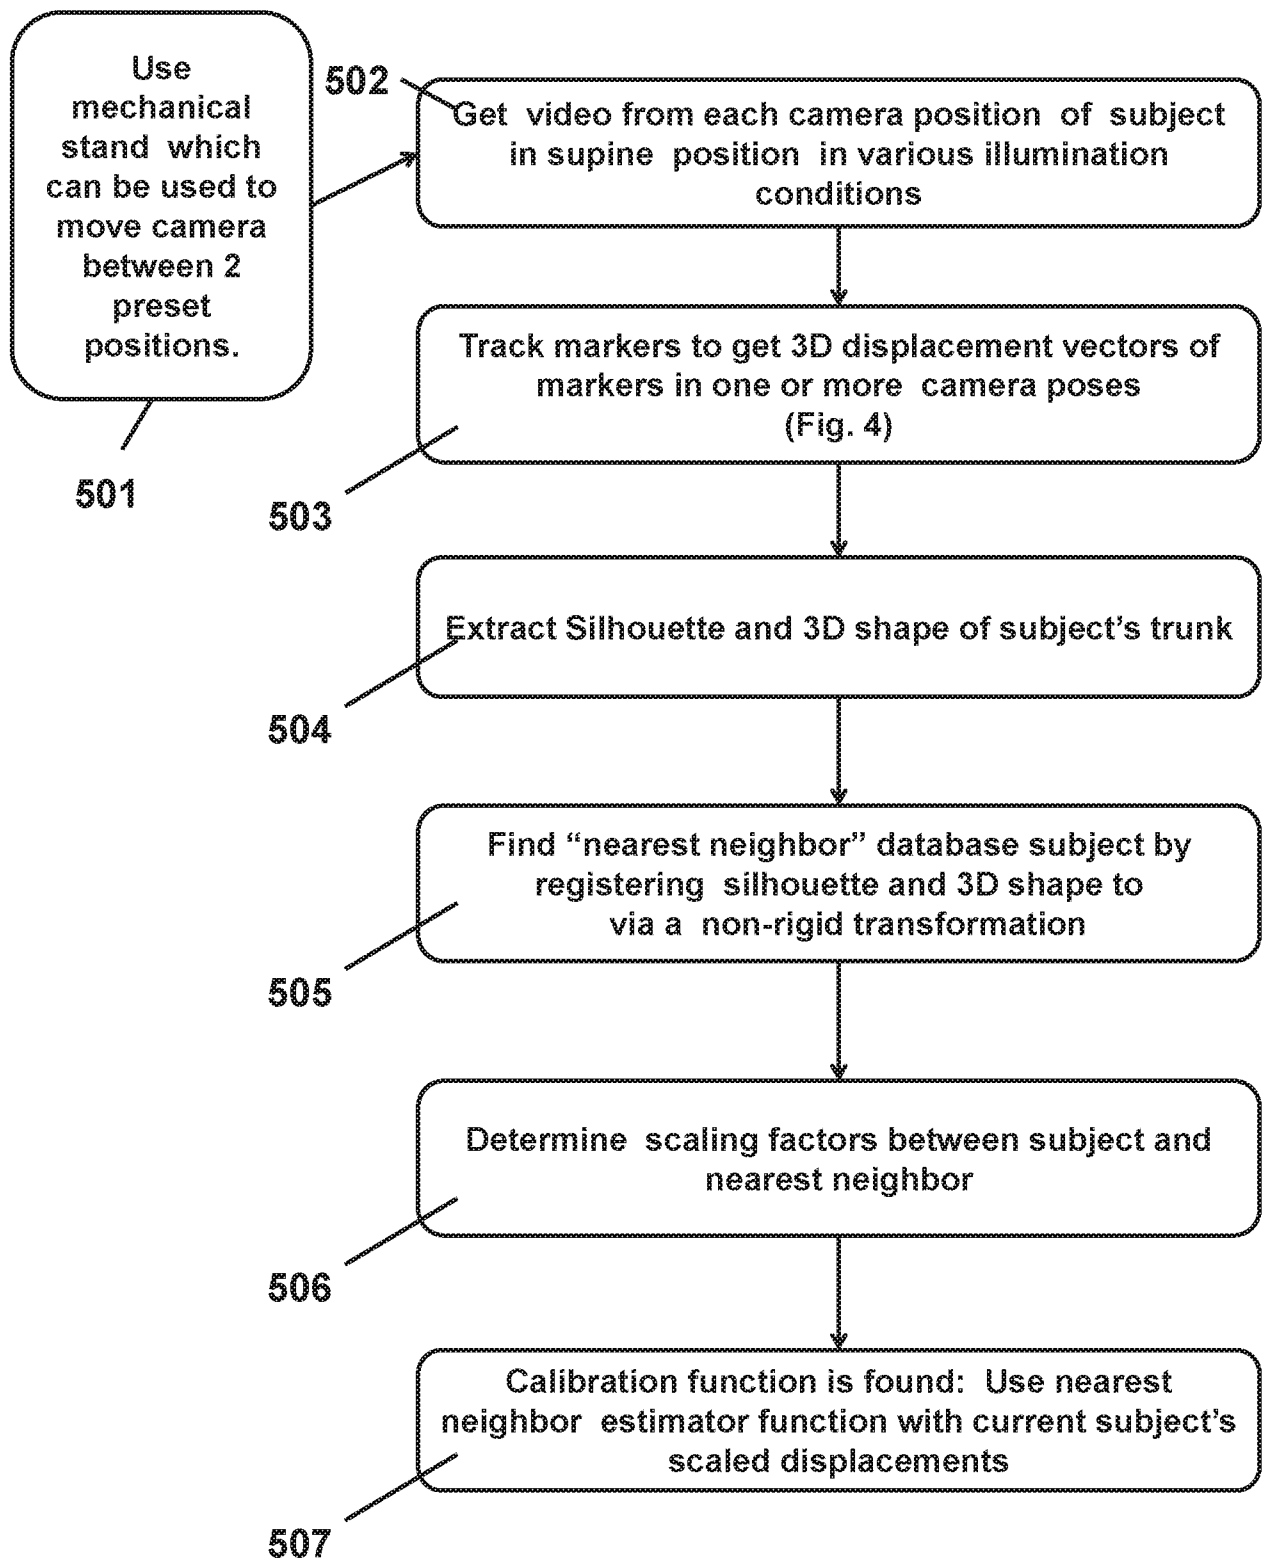 Use
mechanical
stand which
can be used to
move camera
between 2
preset
positions.
501
502
Get video from each camera position of subject
in supine position in various illumination
conditions
Track markers to get 3D displacement vectors of
markers in one or more camera poses
(Fig. 4)
503
Extract Silhouette and 3D shape of subject's trunk
504
Find “nearest neighbor” database subject by
registering silhouette and 3D shape to
via a non-rigid transformation
505
Determine scaling factors between subject and
nearest neighbor
506
Calibration function is found: Use nearest
neighbor estimator function with current subject's
scaled displacements
507